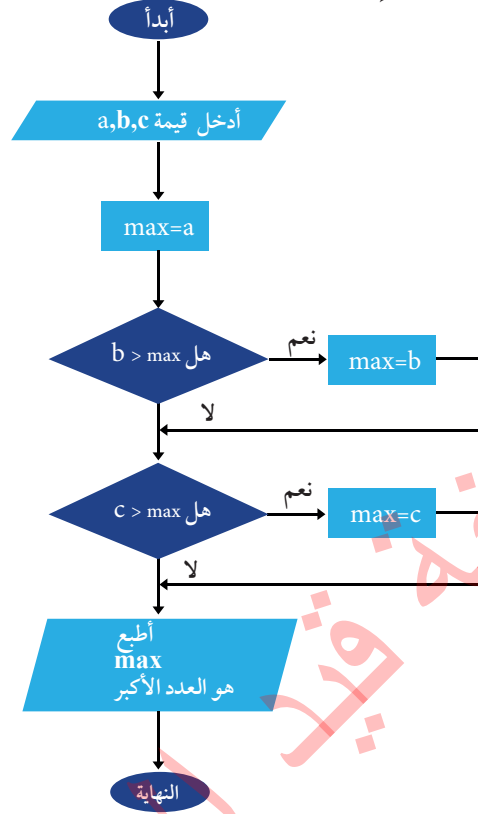 أبدأ
أدخل قيمة a,b,c
max=a
هل b > max
نعم
max=b
لا
هل c > max
نعم
max=c
لا
أطبع
max
هو العدد الأكبر
النهاية